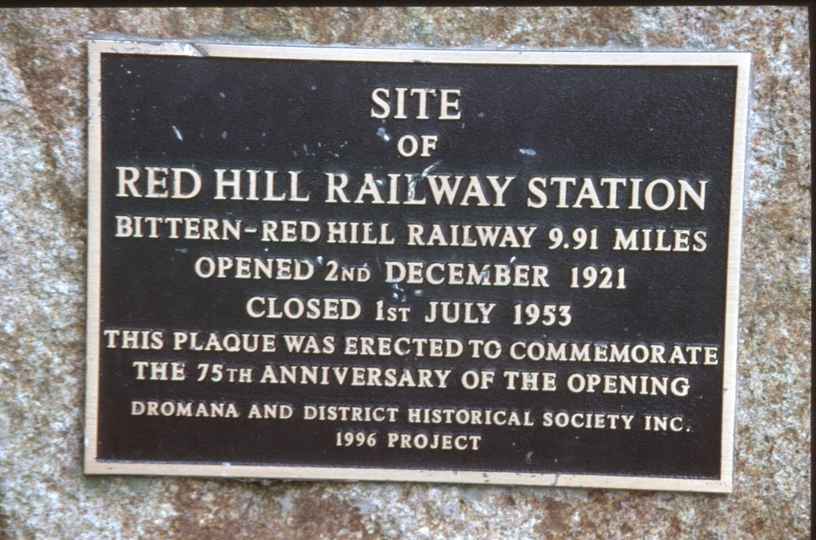 SITE
OF
RED HILL RAILWAY STATION
BITTERN-RED HILL RAILWAY 9.91 MILES
OPENED 2ND DECEMBER 1921
CLOSED 1ST JULY 1953
THIS PLAQUE WAS ERECTED TO COMMEMORATE
THE 75TH ANNIVERSARY OF THE OPENING
DROMANA AND DISTRICT HISTORICAL SOCIETY INC.
1996 PROJECT